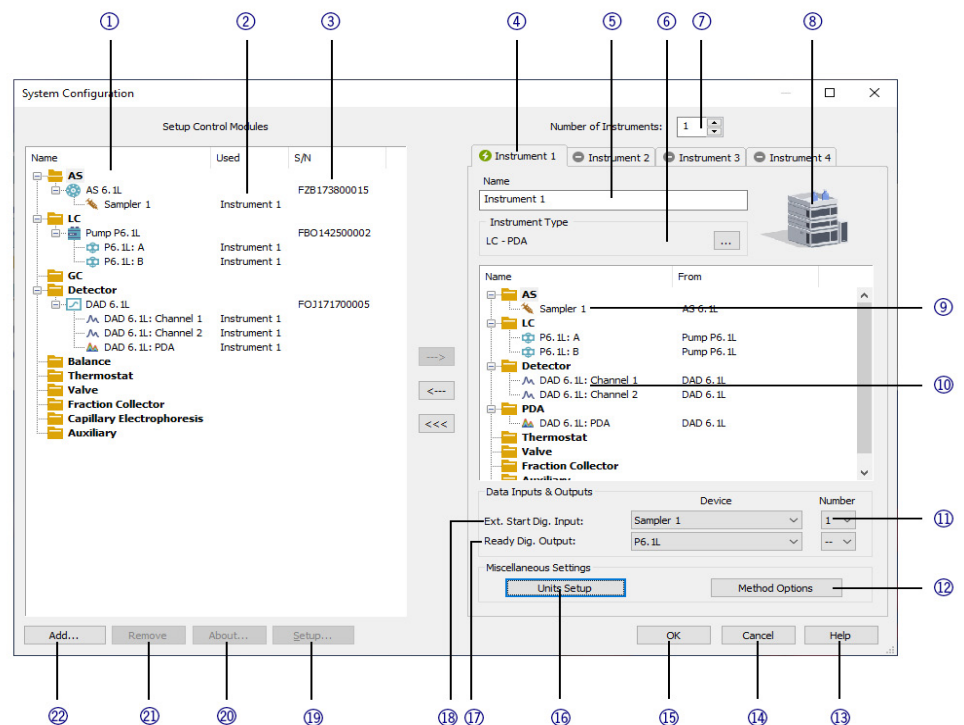 ① ② ③ ④ ⑤ ⑥ ⑦ ⑧
System Configuration
Setup Control Modules
Name Used S/N
AS
AS 6.1L FZB173800015
Sampler 1 Instrument 1
LC
Pump P6.1L FBO142500002
P6.1L: A Instrument 1
P6.1L: B Instrument 1
GC
Detector
DAD 6.1L FOJ171700005
DAD 6.1L: Channel 1 Instrument 1
DAD 6.1L: Channel 2 Instrument 1
DAD 6.1L: PDA Instrument 1
Balance
Thermostat
Valve
Fraction Collector
Capillary Electrophoresis
Auxiliary
--->
<---
<<<
Number of Instruments: 1
Instrument 1 Instrument 2 Instrument 3 Instrument 4
Name
Instrument 1
Instrument Type
LC - PDA ...
Name From
AS
Sampler 1 AS 6.1L ⑨
LC
P6.1L: A Pump P6.1L
P6.1L: B Pump P6.1L
Detector
DAD 6.1L: Channel 1 DAD 6.1L ⑩
DAD 6.1L: Channel 2 DAD 6.1L
PDA
DAD 6.1L: PDA DAD 6.1L
Thermostat
Valve
Fraction Collector
Auxiliary
Data Inputs & Outputs
Device Number
Ext. Start Dig. Input: Sampler 1 1 ⑪
Ready Dig. Output: P6.1L --
Miscellaneous Settings
Units Setup Method Options ⑫
Add... Remove About... Setup... OK Cancel Help
㉒ ㉑ ⑳ ⑲ ⑱ ⑰ ⑯ ⑮ ⑭ ⑬